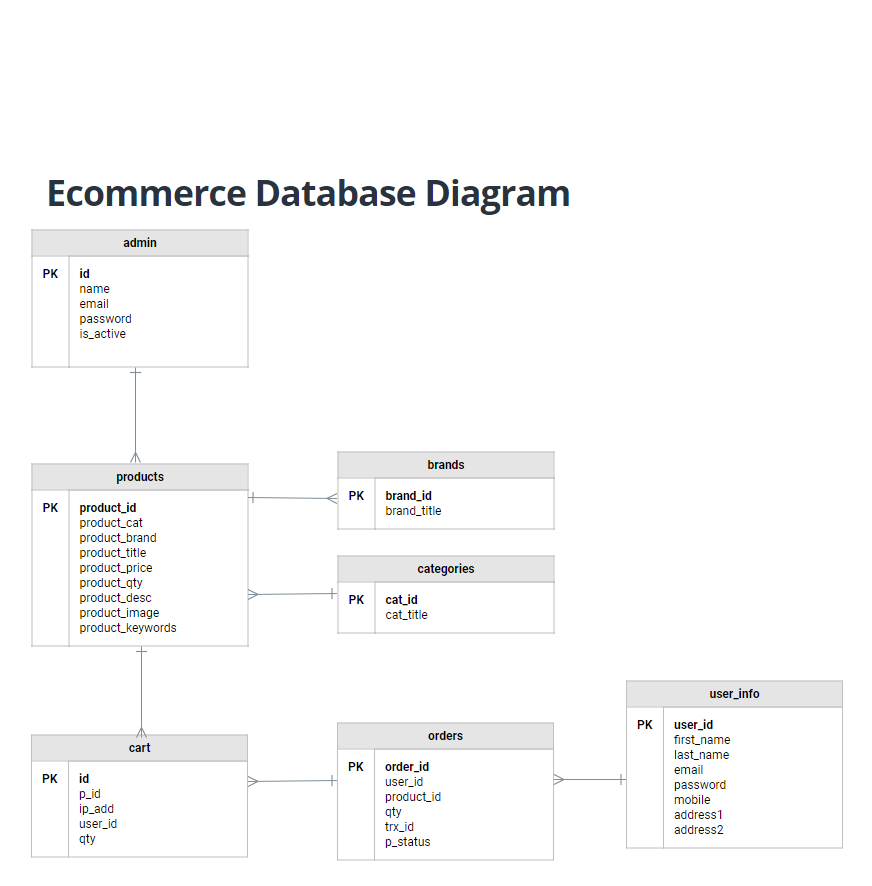 Ecommerce Database Diagram
admin
PK id
name
email
password
is_active
products
PK product_id
product_cat
product_brand
product_title
product_price
product_qty
product_desc
product_image
product_keywords
brands
PK brand_id
brand_title
categories
PK cat_id
cat_title
cart
PK id
p_id
ip_add
user_id
qty
orders
PK order_id
user_id
product_id
qty
trx_id
p_status
user_info
PK user_id
first_name
last_name
email
password
mobile
address1
address2